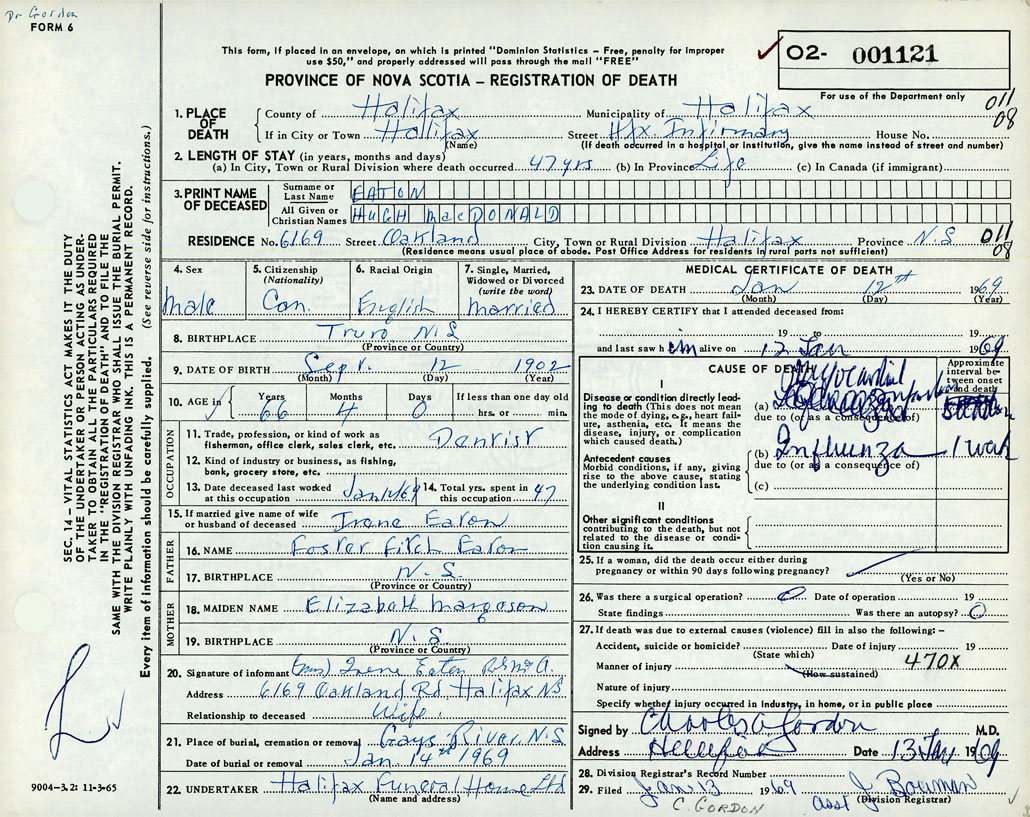 Dr Gordon
FORM 6
This form, if placed in an envelope, on which is printed "Dominion Statistics – Free, penalty for improper
use $50," and properly addressed will pass through the mail "FREE"
PROVINCE OF NOVA SCOTIA – REGISTRATION OF DEATH
02- 001121
For use of the Department only
011
08
1. PLACE OF DEATH County of Halifax Municipality of Halifax
If in City or Town Halifax Street Hfx. Infirmary House No.
(Name) (If death occurred in a hospital or institution, give the name instead of street and number)
2. LENGTH OF STAY (in years, months and days)
(a) In City, Town or Rural Division where death occurred 47 yrs (b) In Province Life (c) In Canada (if immigrant)
3. PRINT NAME OF DECEASED Surname or Last Name EATON
All Given or Christian Names HUGH MacDONALD
RESIDENCE No. 6169 Street Oakland City, Town or Rural Division Halifax Province N.S. 011
08
(Residence means usual place of abode. Post Office Address for residents in rural parts not sufficient)
4. Sex Male
5. Citizenship (Nationality) Can.
6. Racial Origin English
7. Single, Married, Widowed or Divorced (write the word) Married
8. BIRTHPLACE Truro N.S.
(Province or Country)
9. DATE OF BIRTH Sept. 12 1902
(Month) (Day) (Year)
10. AGE in Years 66 Months 4 Days 0 If less than one day old hrs. or min.
OCCUPATION
11. Trade, profession, or kind of work as fisherman, office clerk, sales clerk, etc. Dentist
12. Kind of industry or business, as fishing, bank, grocery store, etc.
13. Date deceased last worked at this occupation Jan 12/69 14. Total yrs. spent in this occupation 47
15. If married give name of wife or husband of deceased Irene Eaton
FATHER
16. NAME Foster Fitch Eaton
17. BIRTHPLACE N.S.
(Province or Country)
MOTHER
18. MAIDEN NAME Elizabeth Margeson
19. BIRTHPLACE N.S.
(Province or Country)
20. Signature of informant (Mrs) Irene Eaton
Address 6169 Oakland Rd Halifax NS
Relationship to deceased Wife.
21. Place of burial, cremation or removal Gays River N.S.
Date of burial or removal Jan 14th 1969
22. UNDERTAKER Halifax Funeral Home Ltd
(Name and address)
MEDICAL CERTIFICATE OF DEATH
23. DATE OF DEATH Jan 12th 1969
(Month) (Day) (Year)
24. I HEREBY CERTIFY that I attended deceased from:
19 to 19
and last saw him alive on 12 Jan 1969
CAUSE OF DEATH
Approximate interval between onset and death
I
Disease or condition directly leading to death (This does not mean the mode of dying, e.g., heart failure, asthenia, etc. It means the disease, injury, or complication which caused death.)
(a) Myocardial
due to (or as a consequence of)
Antecedent causes
Morbid conditions, if any, giving rise to the above cause, stating the underlying condition last.
(b) Influenza 1 week
due to (or as a consequence of)
(c)
II
Other significant conditions
contributing to the death, but not related to the disease or condition causing it.
25. If a woman, did the death occur either during pregnancy or within 90 days following pregnancy?
(Yes or No)
26. Was there a surgical operation? 0 Date of operation 19
State findings Was there an autopsy? 0
27. If death was due to external causes (violence) fill in also the following: –
Accident, suicide or homicide? Date of injury 19
(State which) 470X
Manner of injury
(How sustained)
Nature of injury
Specify whether injury occurred in industry, in home, or in public place
Signed by Charles A Gordon M.D.
Address Halifax Date 13 Jan 1969
28. Division Registrar's Record Number
29. Filed Jan 13 1969 Asst J. Bowman
C. GORDON (Division Registrar)
SEC. 14 – VITAL STATISTICS ACT MAKES IT THE DUTY
OF THE UNDERTAKER OR PERSON ACTING AS UNDER-
TAKER TO OBTAIN ALL THE PARTICULARS REQUIRED
IN THE "REGISTRATION OF DEATH" AND TO FILE THE
SAME WITH THE DIVISION REGISTRAR WHO SHALL ISSUE THE BURIAL PERMIT.
WRITE PLAINLY WITH UNFADING INK. THIS IS A PERMANENT RECORD.
Every item of information should be carefully supplied. (See reverse side for instructions.)
9004-3.2: 11-3-65